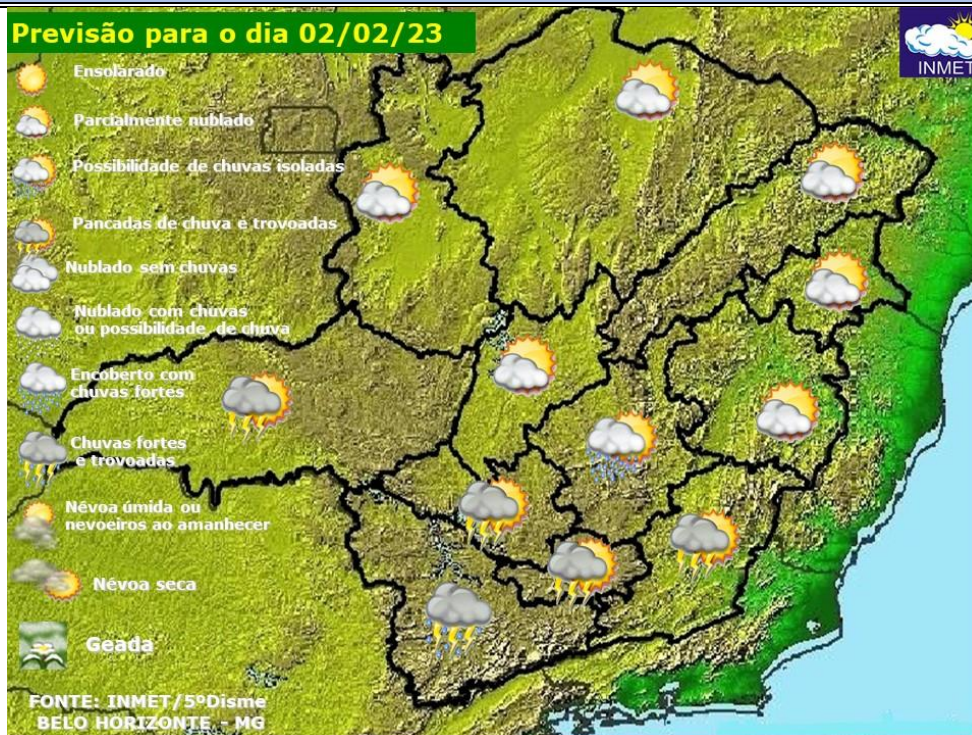 Previsão para o dia 02/02/23
INMET
Ensolarado
Parcialmente nublado
Possibilidade de chuvas isoladas
Pancadas de chuva e trovoadas
Nublado sem chuvas
Nublado com chuvas
ou possibilidade de chuva
Encoberto com
chuvas fortes
Chuvas fortes
e trovoadas
Névoa úmida ou
nevoeiros ao amanhecer
Névoa seca
Geada
FONTE: INMET/5ºDisme
BELO HORIZONTE - MG